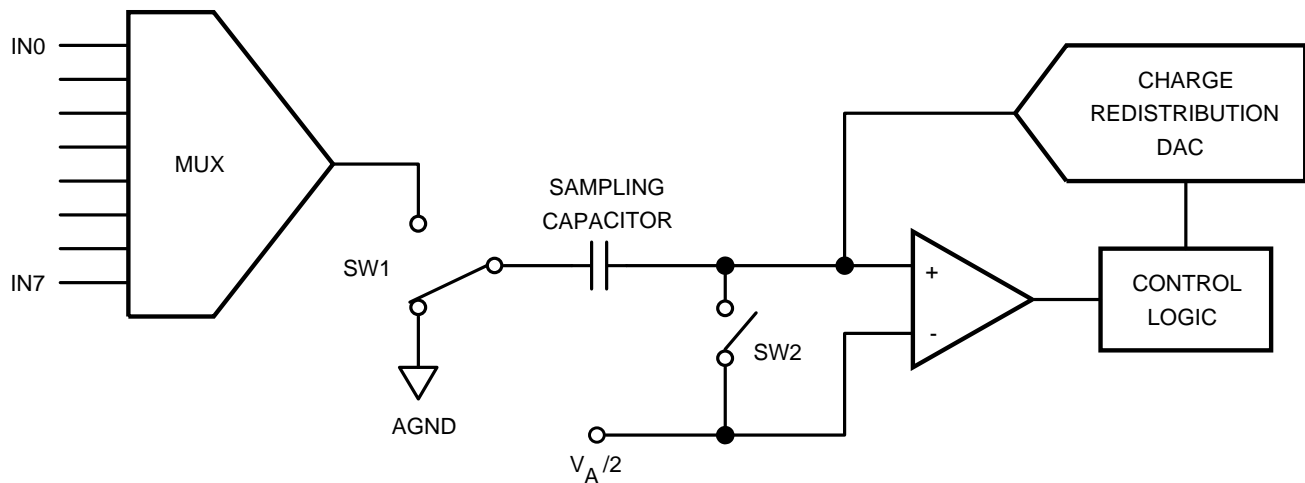 IN0
MUX
IN7
SW1
AGND
SAMPLING
CAPACITOR
SW2
V_A/2
+
-
CHARGE
REDISTRIBUTION
DAC
CONTROL
LOGIC